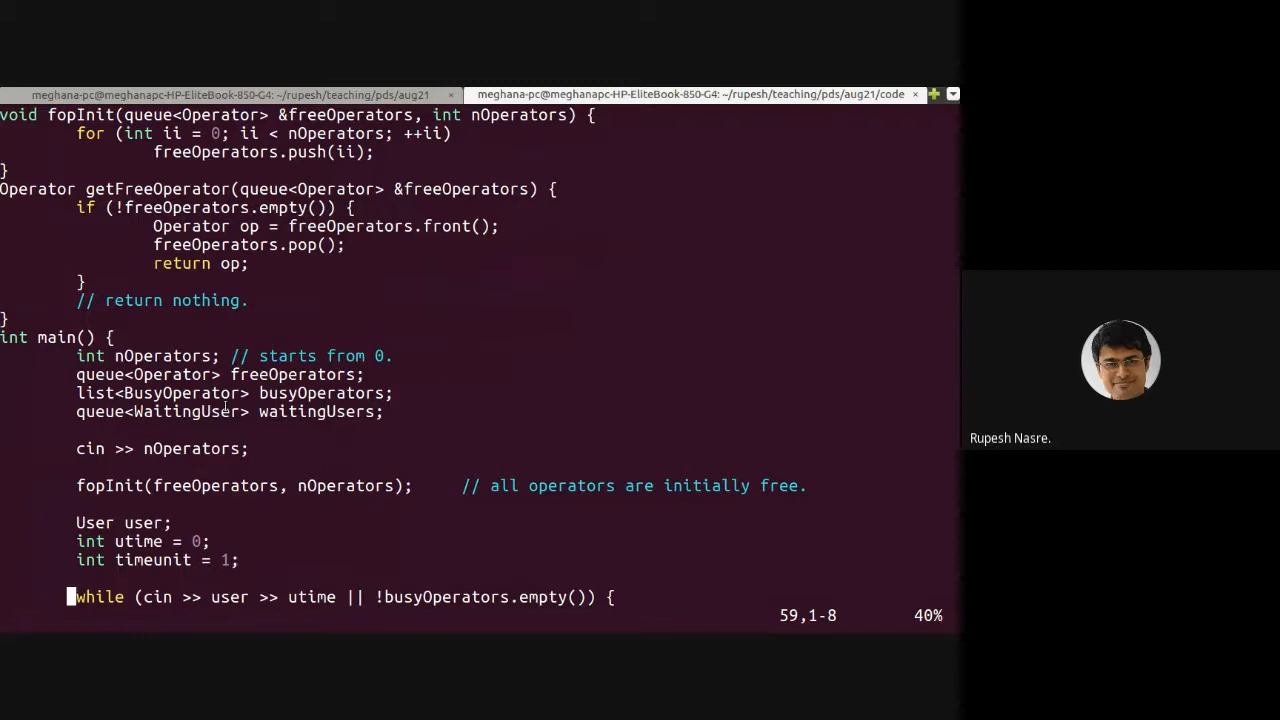 meghana-pc@meghanapc-HP-EliteBook-850-G4: ~/rupesh/teaching/pds/aug21 × meghana-pc@meghanapc-HP-EliteBook-850-G4: ~/rupesh/teaching/pds/aug21/code ×
void fopInit(queue<Operator> &freeOperators, int nOperators) {
        for (int ii = 0; ii < nOperators; ++ii)
                freeOperators.push(ii);
}
Operator getFreeOperator(queue<Operator> &freeOperators) {
        if (!freeOperators.empty()) {
                Operator op = freeOperators.front();
                freeOperators.pop();
                return op;
        }
        // return nothing.
}
int main() {
        int nOperators; // starts from 0.
        queue<Operator> freeOperators;
        list<BusyOperator> busyOperators;
        queue<WaitingUser> waitingUsers;
        cin >> nOperators;
        fopInit(freeOperators, nOperators);     // all operators are initially free.
        User user;
        int utime = 0;
        int timeunit = 1;
        while (cin >> user >> utime || !busyOperators.empty()) {
59,1-8 40%
Rupesh Nasre.